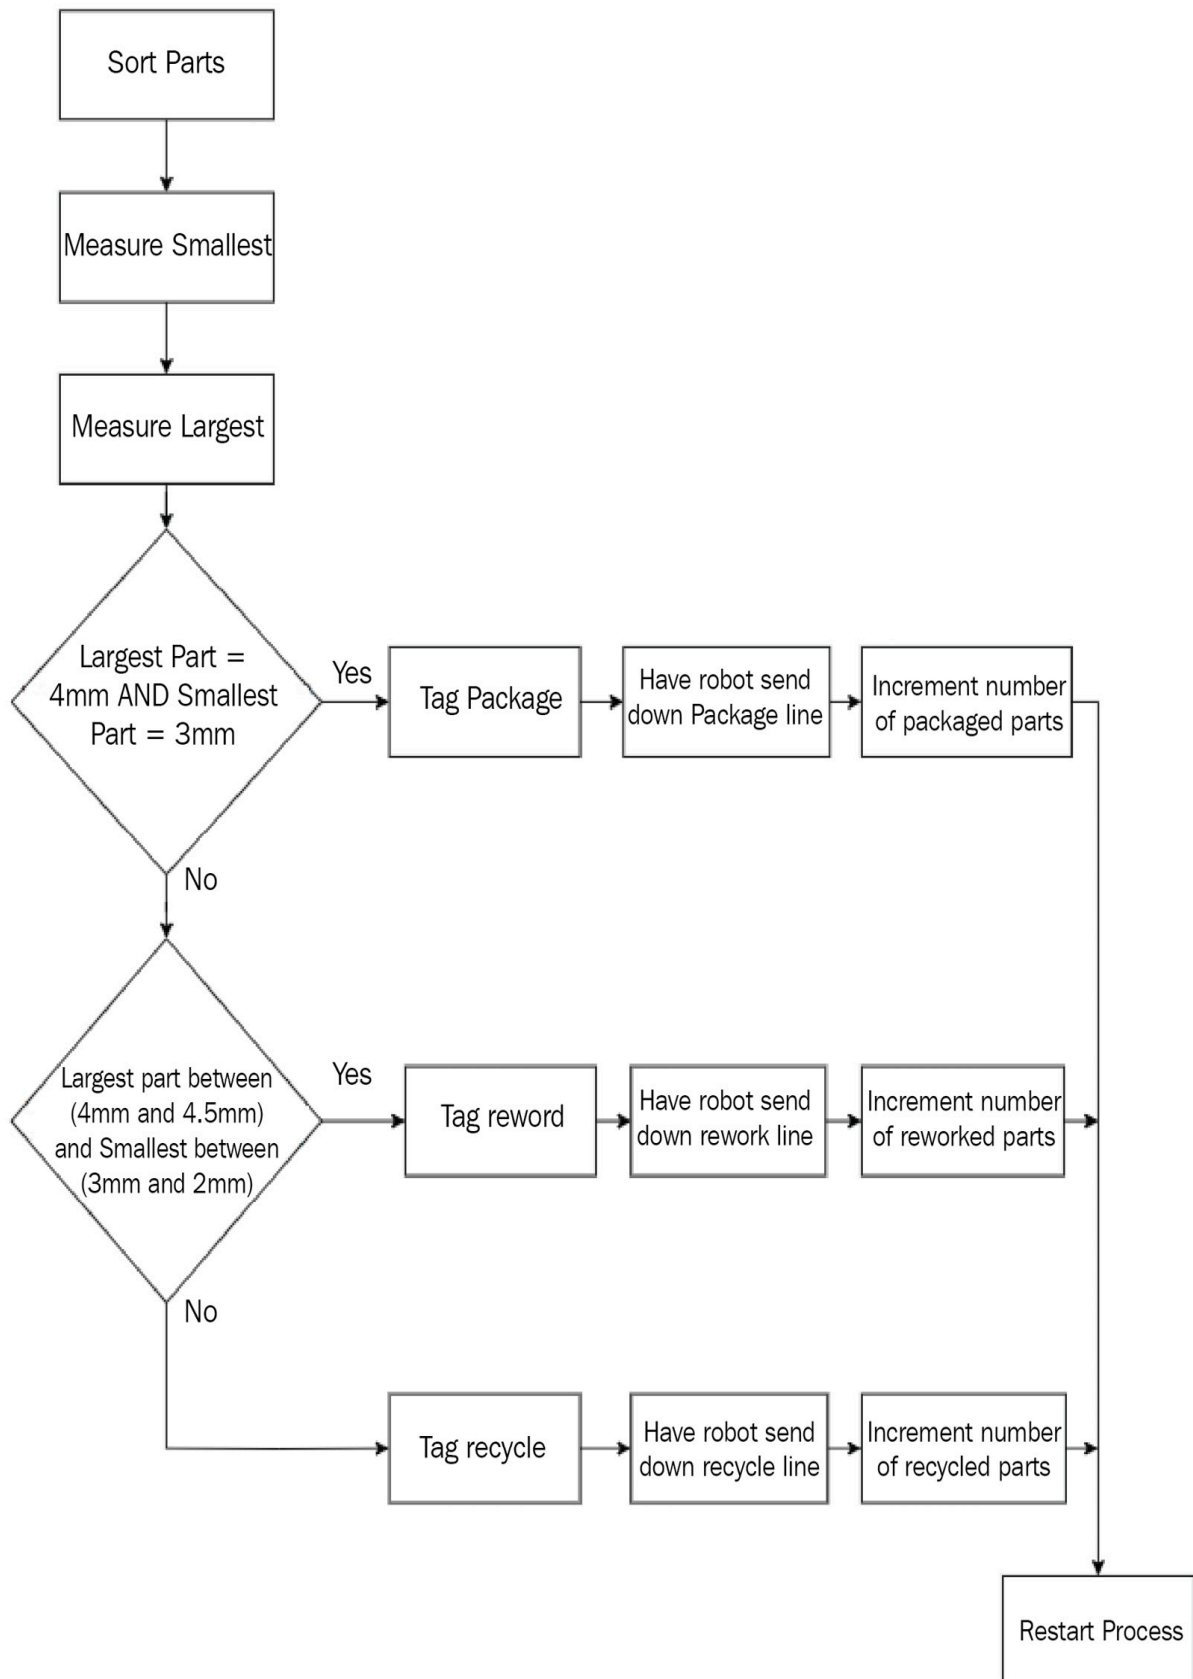 Sort Parts
Measure Smallest
Measure Largest
Largest Part =
4mm AND Smallest
Part = 3mm
Yes
Tag Package
Have robot send
down Package line
Increment number
of packaged parts
No
Largest part between
(4mm and 4.5mm)
and Smallest between
(3mm and 2mm)
Yes
Tag reword
Have robot send
down rework line
Increment number
of reworked parts
No
Tag recycle
Have robot send
down recycle line
Increment number
of recycled parts
Restart Process